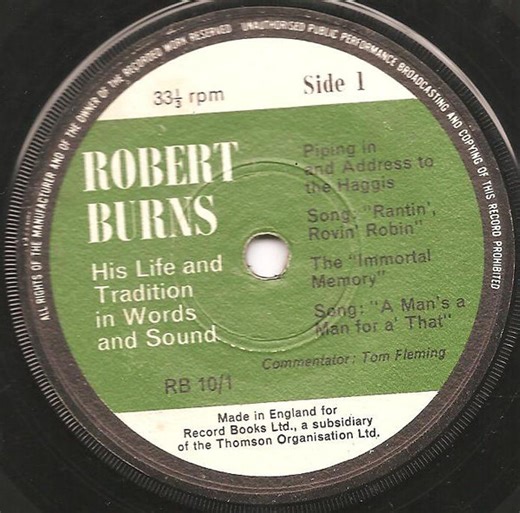 ALL RIGHTS OF THE MANUFACTURER AND OF THE OWNER OF THE RECORDED WORK RESERVED UNAUTHORISED PUBLIC PERFORMANCE BROADCASTING AND COPYING OF THIS RECORD PROHIBITED
33⅓ rpm
Side 1
ROBERT
BURNS
His Life and
Tradition
in Words
and Sound
RB 10/1
Piping in
and Address to
the Haggis
Song: "Rantin',
Rovin' Robin"
The "Immortal
Memory"
Song: "A Man's a
Man for a' That"
Commentator: Tom Fleming
Made in England for
Record Books Ltd., a subsidiary
of the Thomson Organisation Ltd.